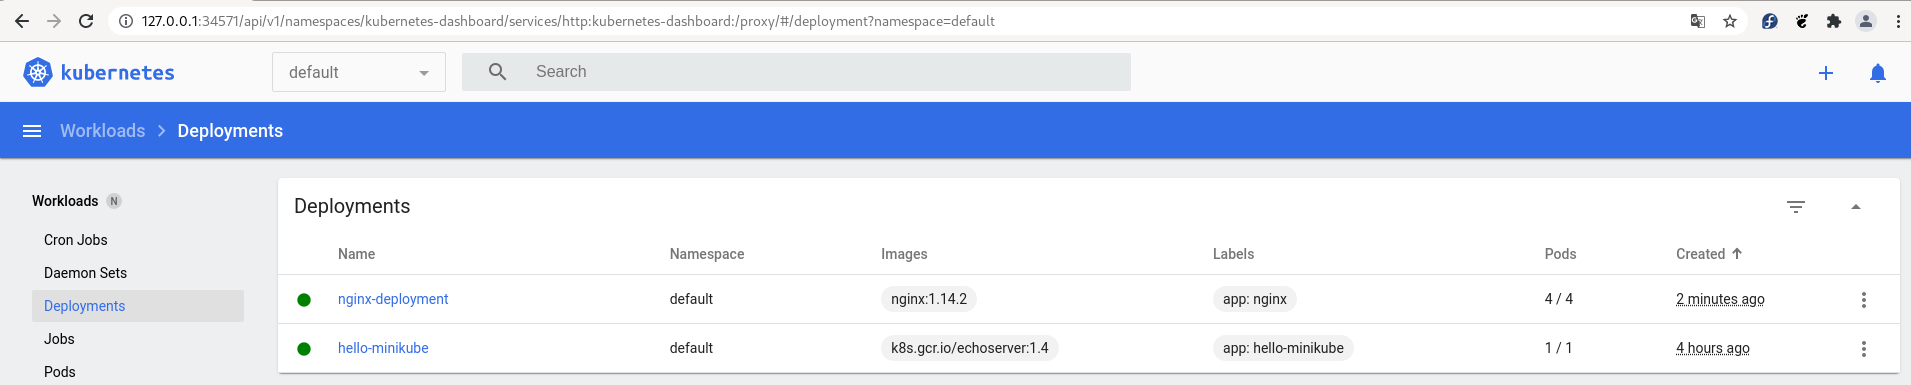 127.0.0.1:34571/api/v1/namespaces/kubernetes-dashboard/services/http:kubernetes-dashboard:/proxy/#/deployment?namespace=default
kubernetes default Search
Workloads Deployments
Workloads N
Cron Jobs
Daemon Sets
Deployments
Jobs
Pods
Deployments
Name Namespace Images Labels Pods Created
nginx-deployment default nginx:1.14.2 app: nginx 4 / 4 2 minutes ago
hello-minikube default k8s.gcr.io/echoserver:1.4 app: hello-minikube 1 / 1 4 hours ago